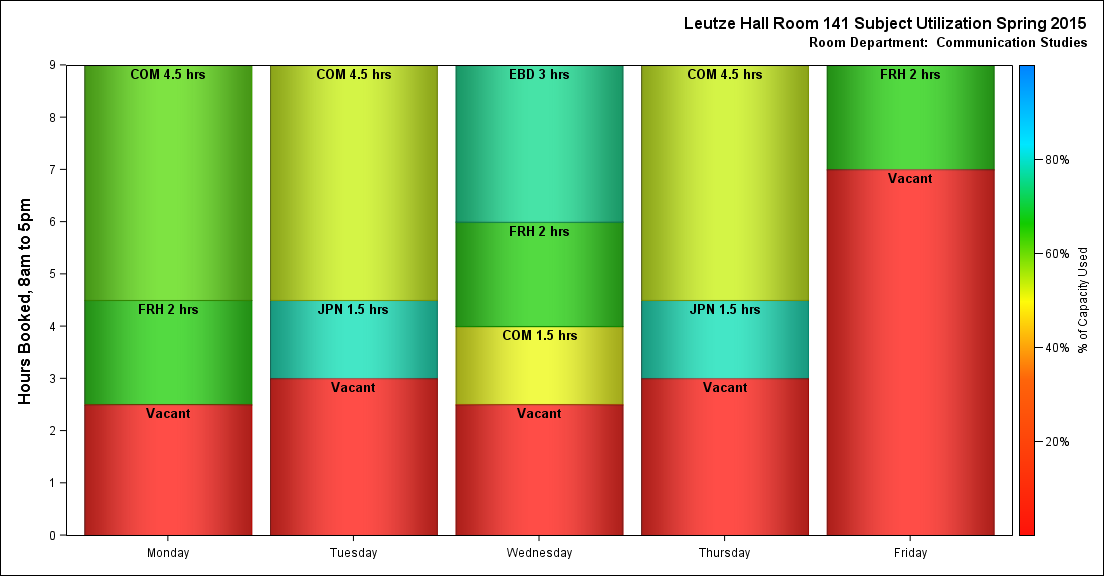 Leutze Hall Room 141 Subject Utilization Spring 2015
Room Department:  Communication Studies
Hours Booked, 8am to 5pm
9
8
7
6
5
4
3
2
1
0
COM 4.5 hrs
FRH 2 hrs
Vacant
Monday
COM 4.5 hrs
JPN 1.5 hrs
Vacant
Tuesday
EBD 3 hrs
FRH 2 hrs
COM 1.5 hrs
Vacant
Wednesday
COM 4.5 hrs
JPN 1.5 hrs
Vacant
Thursday
FRH 2 hrs
Vacant
Friday
80%
60%
40%
20%
% of Capacity Used